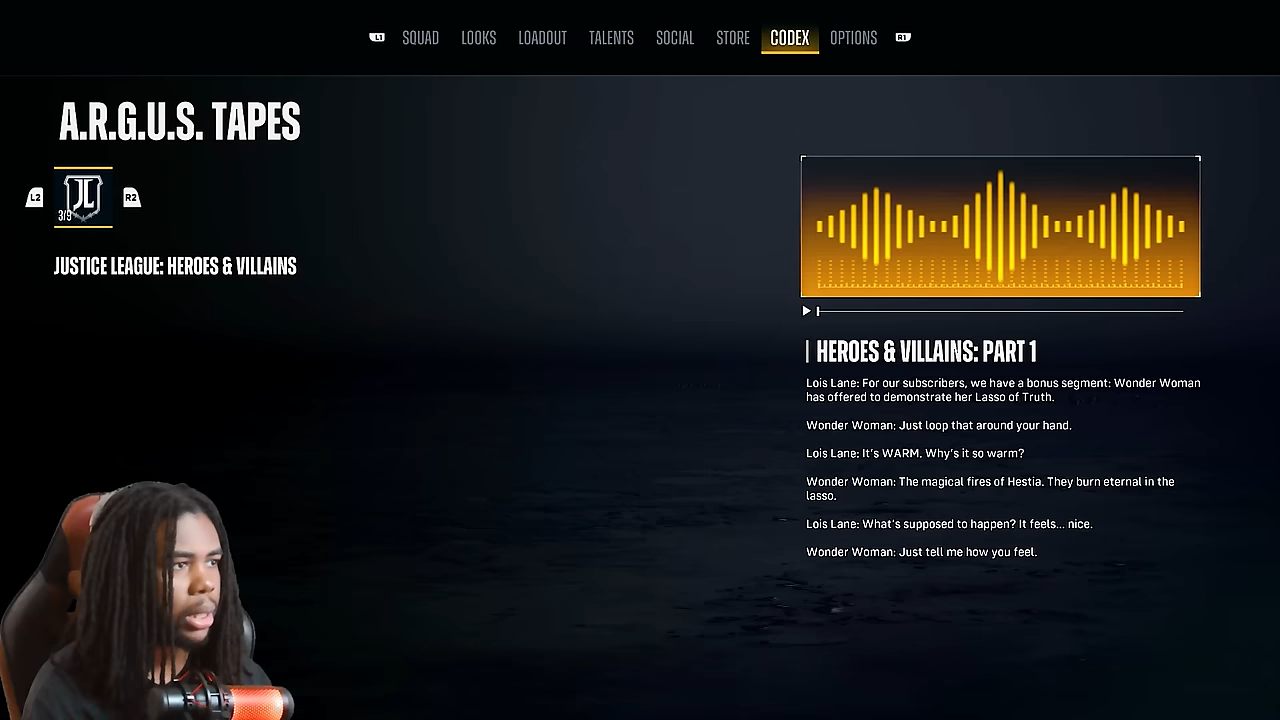 L1 SQUAD LOOKS LOADOUT TALENTS SOCIAL STORE CODEX OPTIONS R1
A.R.G.U.S. TAPES
L2 JL R2
3/9
JUSTICE LEAGUE: HEROES & VILLAINS
HEROES & VILLAINS: PART 1
Lois Lane: For our subscribers, we have a bonus segment: Wonder Woman
has offered to demonstrate her Lasso of Truth.
Wonder Woman: Just loop that around your hand.
Lois Lane: It's WARM. Why's it so warm?
Wonder Woman: The magical fires of Hestia. They burn eternal in the
lasso.
Lois Lane: What's supposed to happen? It feels... nice.
Wonder Woman: Just tell me how you feel.